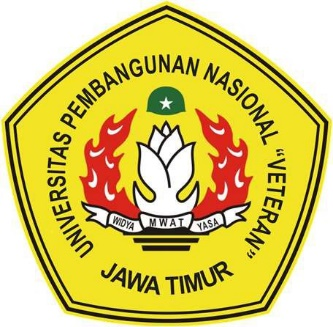 UNIVERSITAS PEMBANGUNAN NASIONAL "VETERAN"
WIDYA MWAT YASA
JAWA TIMUR